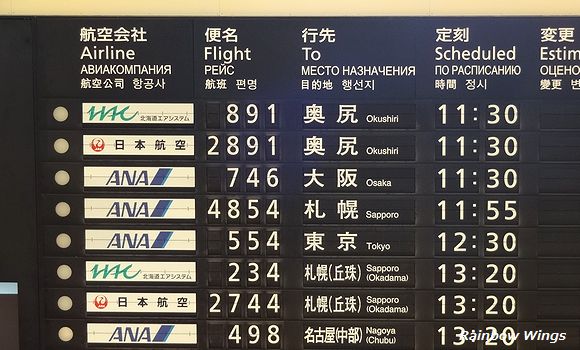 航空会社 便名 行先 定刻 変更
Airline Flight To Scheduled Estim
АВИАКОМПАНИЯ РЕЙС МЕСТО НАЗНАЧЕНИЯ ПО РАСПИСАНИЮ ОЦЕНО
航空公司 항공사 航班 편명 目的地 행선지 時間 정시 変更 변
HAC 北海道エアシステム 891 奥尻 Okushiri 11:30
日本航空 2891 奥尻 Okushiri 11:30
ANA 746 大阪 Osaka 11:30
ANA 4854 札幌 Sapporo 11:55
ANA 554 東京 Tokyo 12:30
HAC 北海道エアシステム 234 札幌(丘珠) Sapporo (Okadama) 13:20
日本航空 2744 札幌(丘珠) Sapporo (Okadama) 13:20
ANA 498 名古屋(中部) Nagoya (Chubu) 13:20
Rainbow Wings